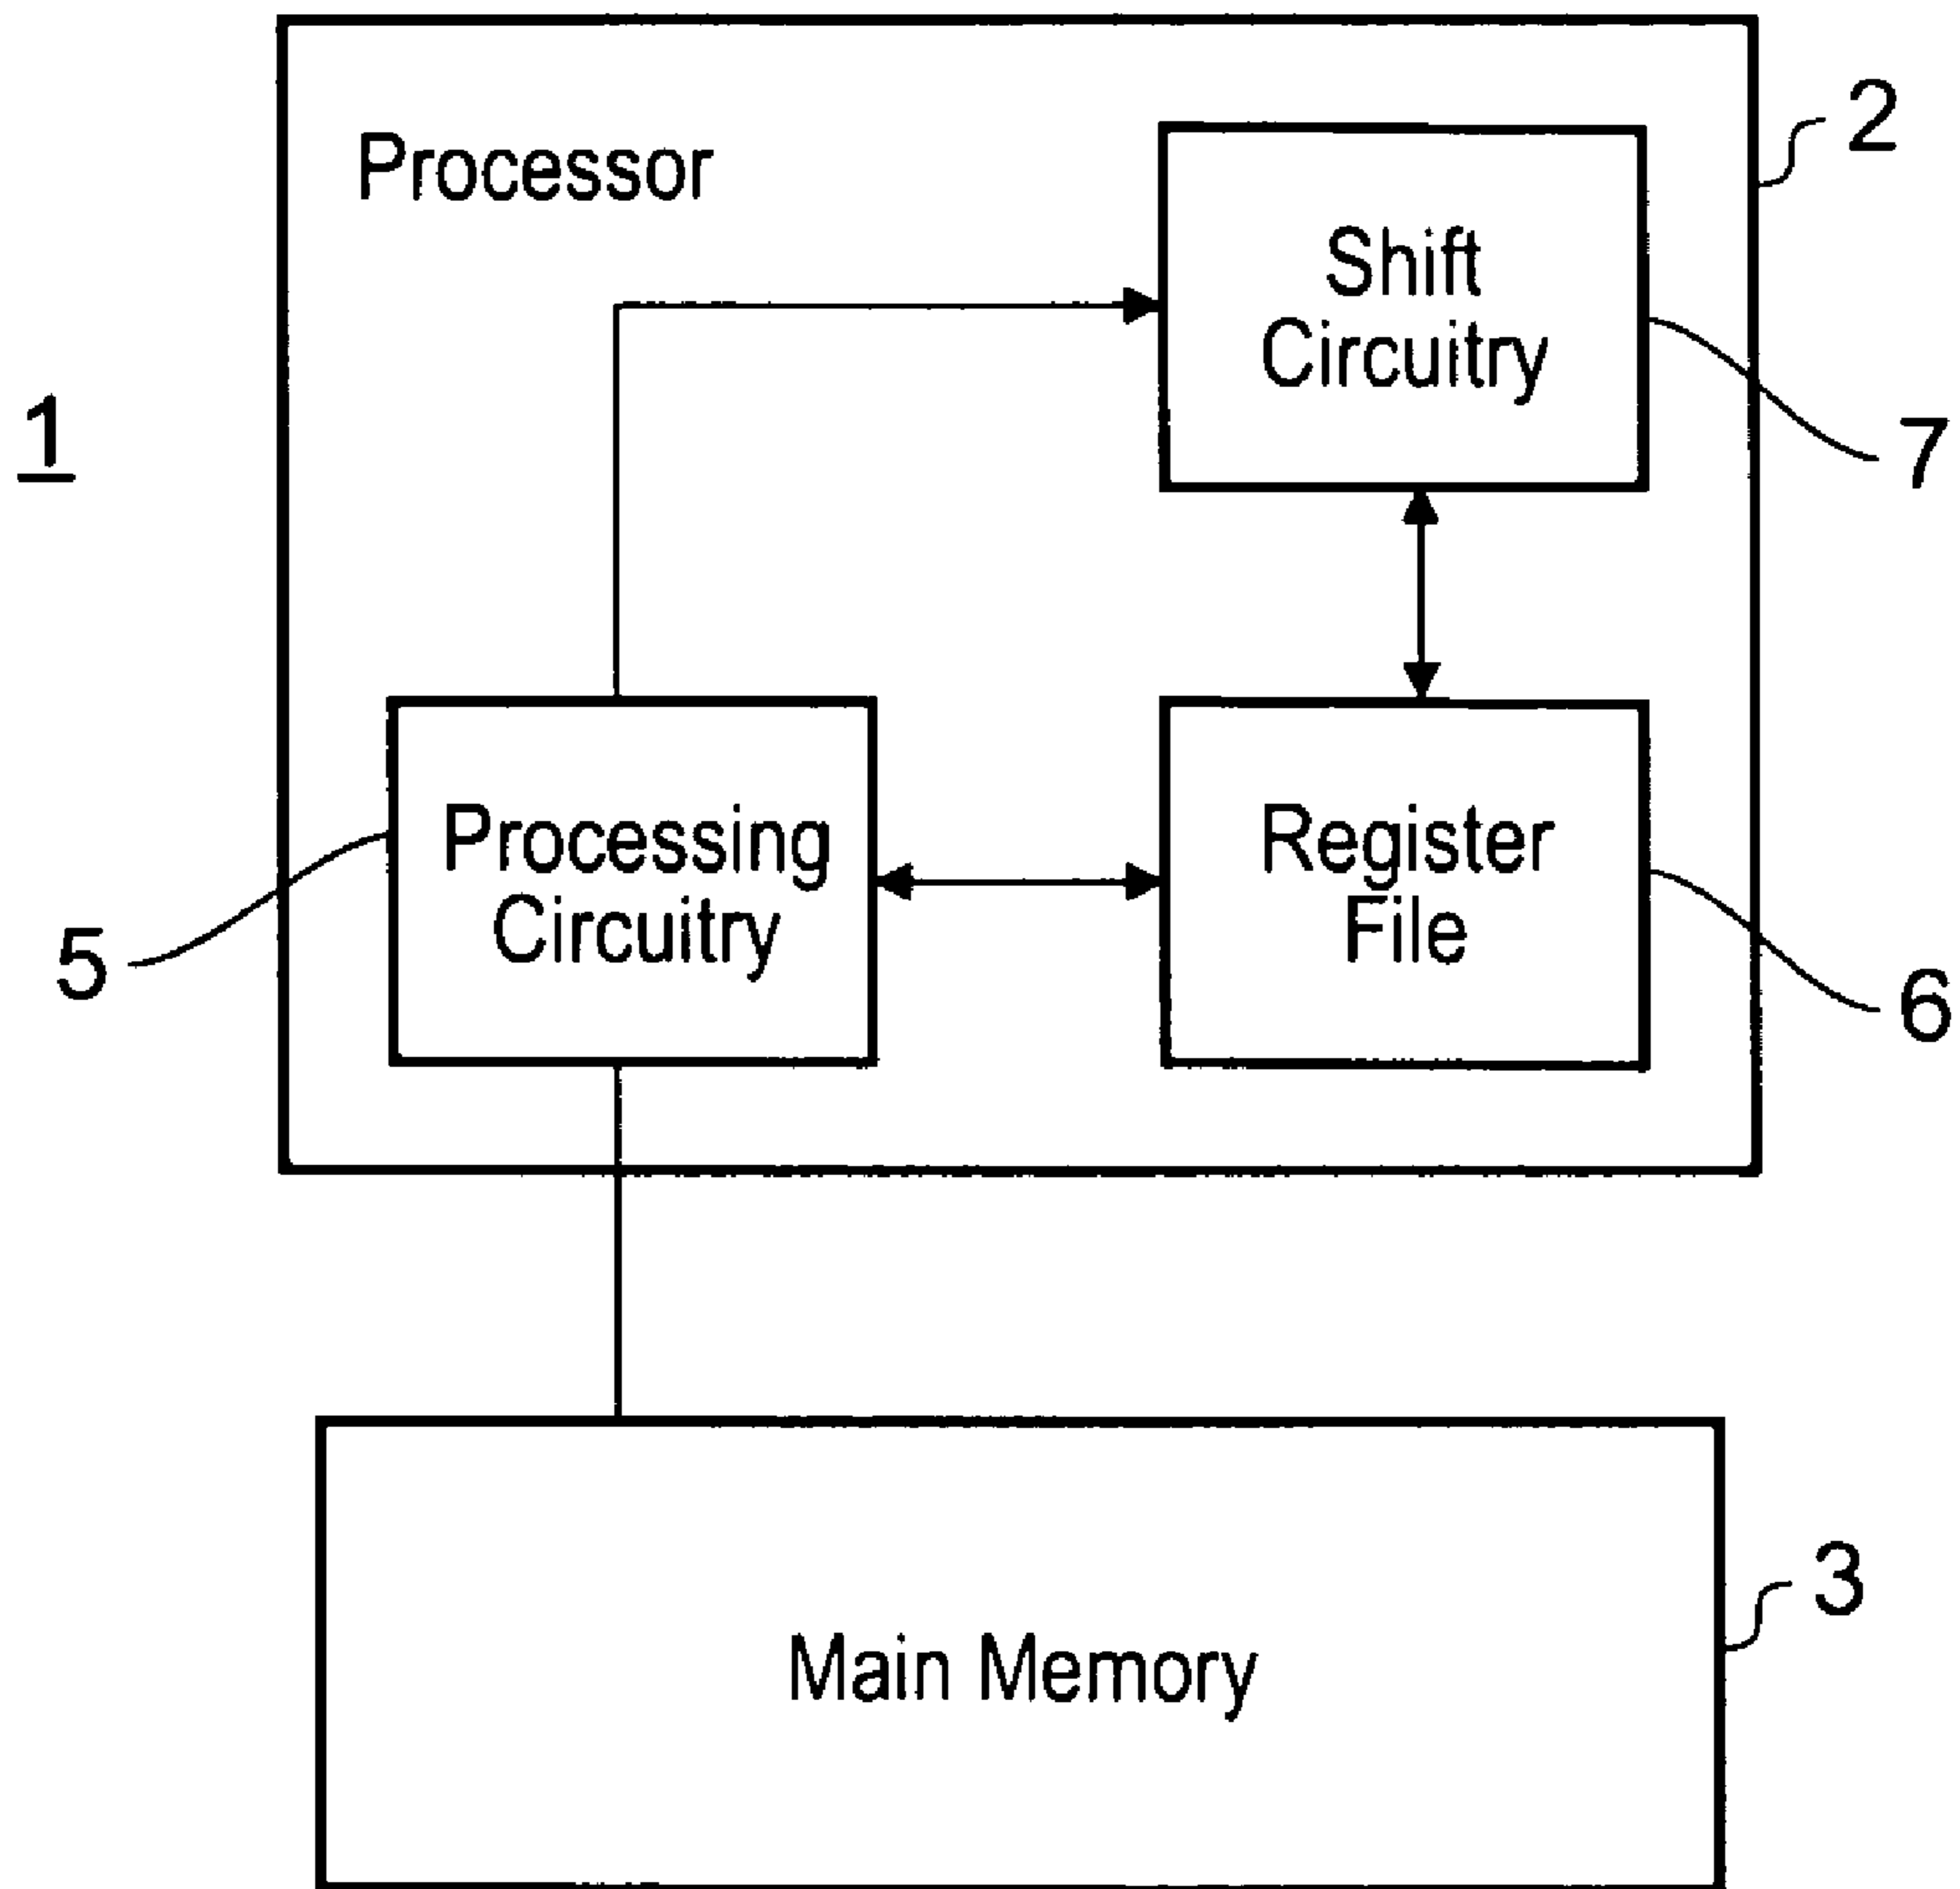 Processor
2
Shift
Circuitry
1
7
Processing
Circuitry
Register
File
5
6
3
Main Memory